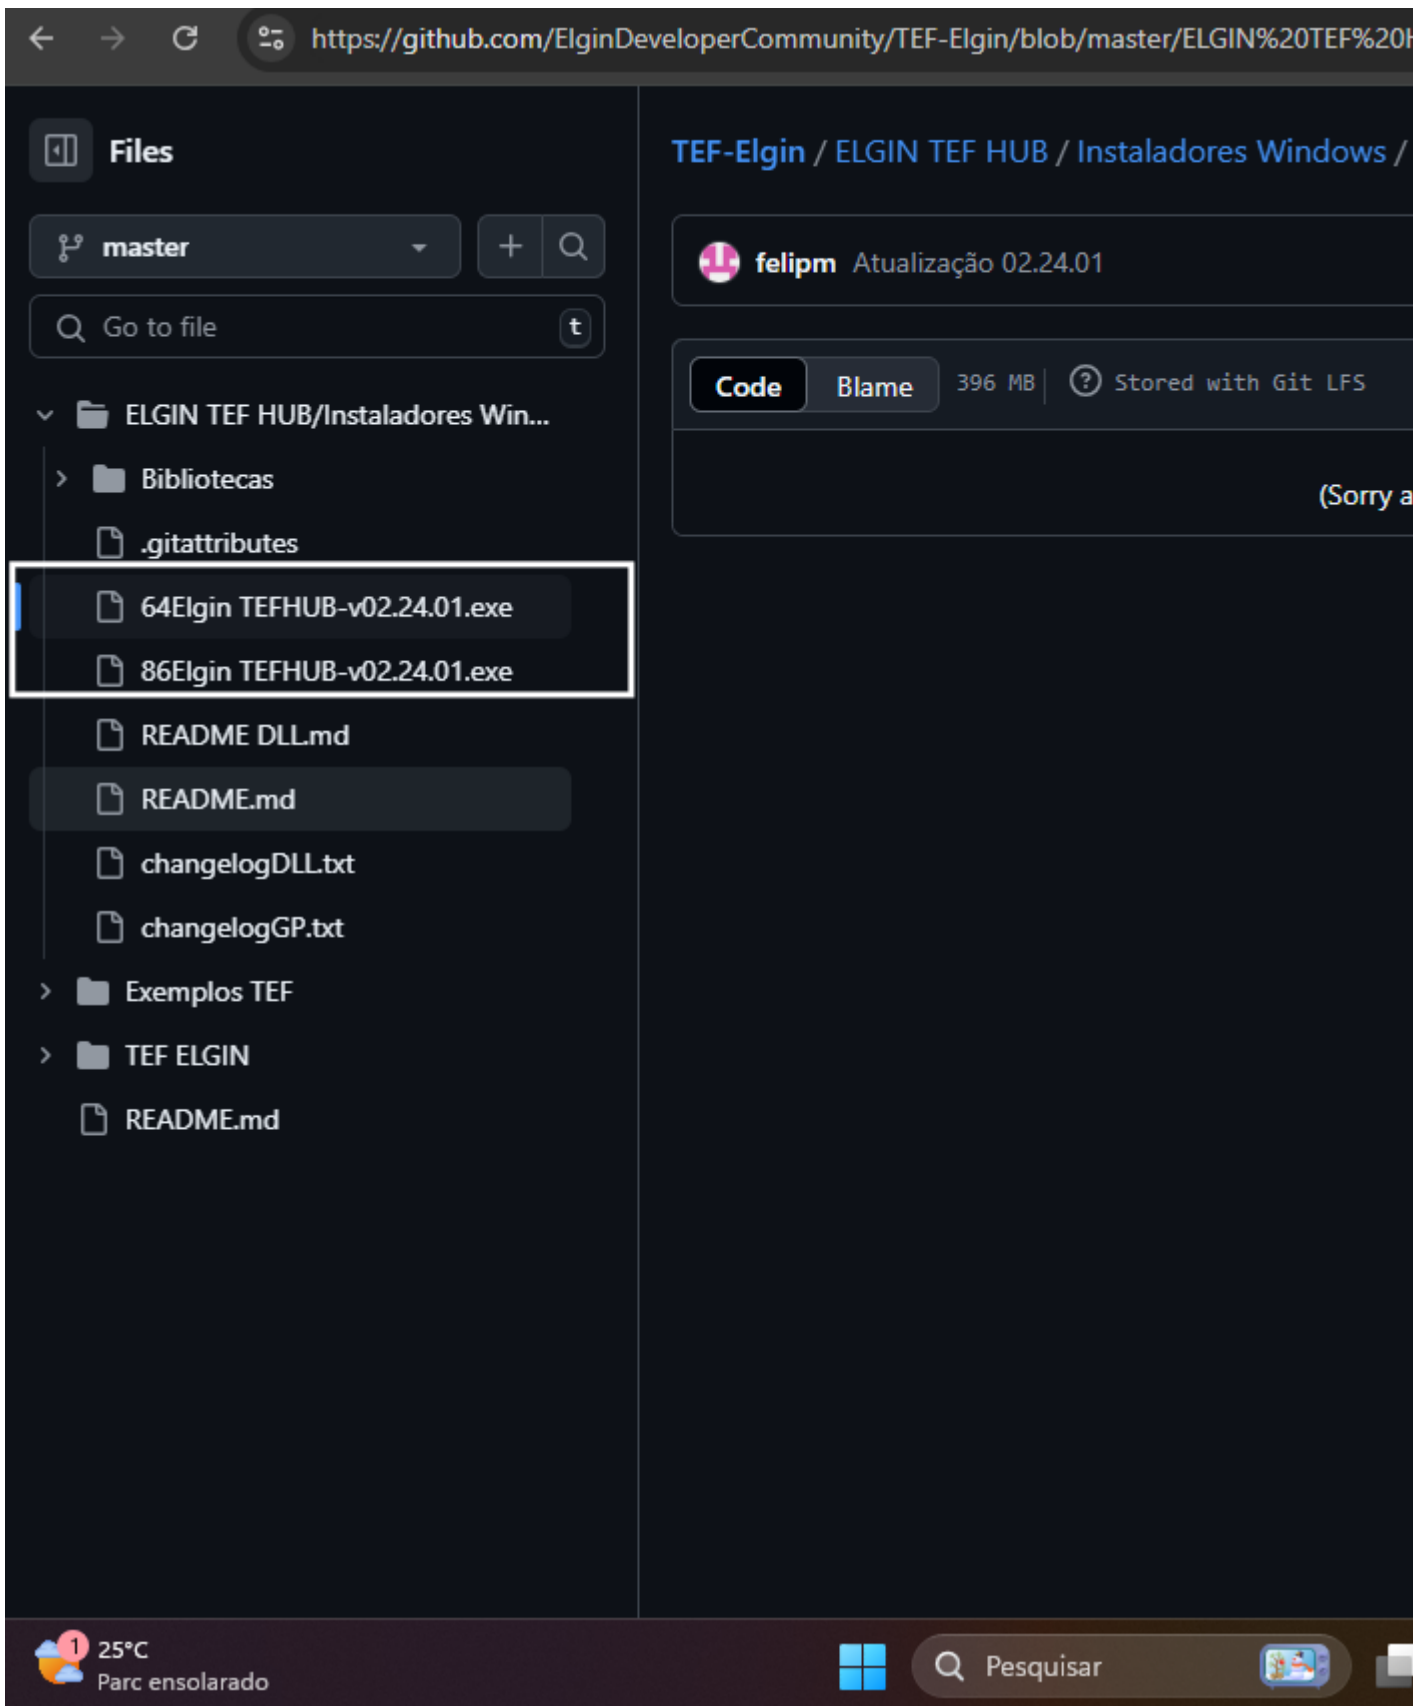 https://github.com/ElginDeveloperCommunity/TEF-Elgin/blob/master/ELGIN%20TEF%20H
Files
TEF-Elgin / ELGIN TEF HUB / Instaladores Windows /
master
felipm Atualização 02.24.01
Go to file
t
Code Blame 396 MB Stored with Git LFS
ELGIN TEF HUB/Instaladores Win...
Bibliotecas
(Sorry a
.gitattributes
64Elgin TEFHUB-v02.24.01.exe
86Elgin TEFHUB-v02.24.01.exe
README DLL.md
README.md
changelogDLL.txt
changelogGP.txt
Exemplos TEF
TEF ELGIN
README.md
1
25°C
Parc ensolarado
Pesquisar